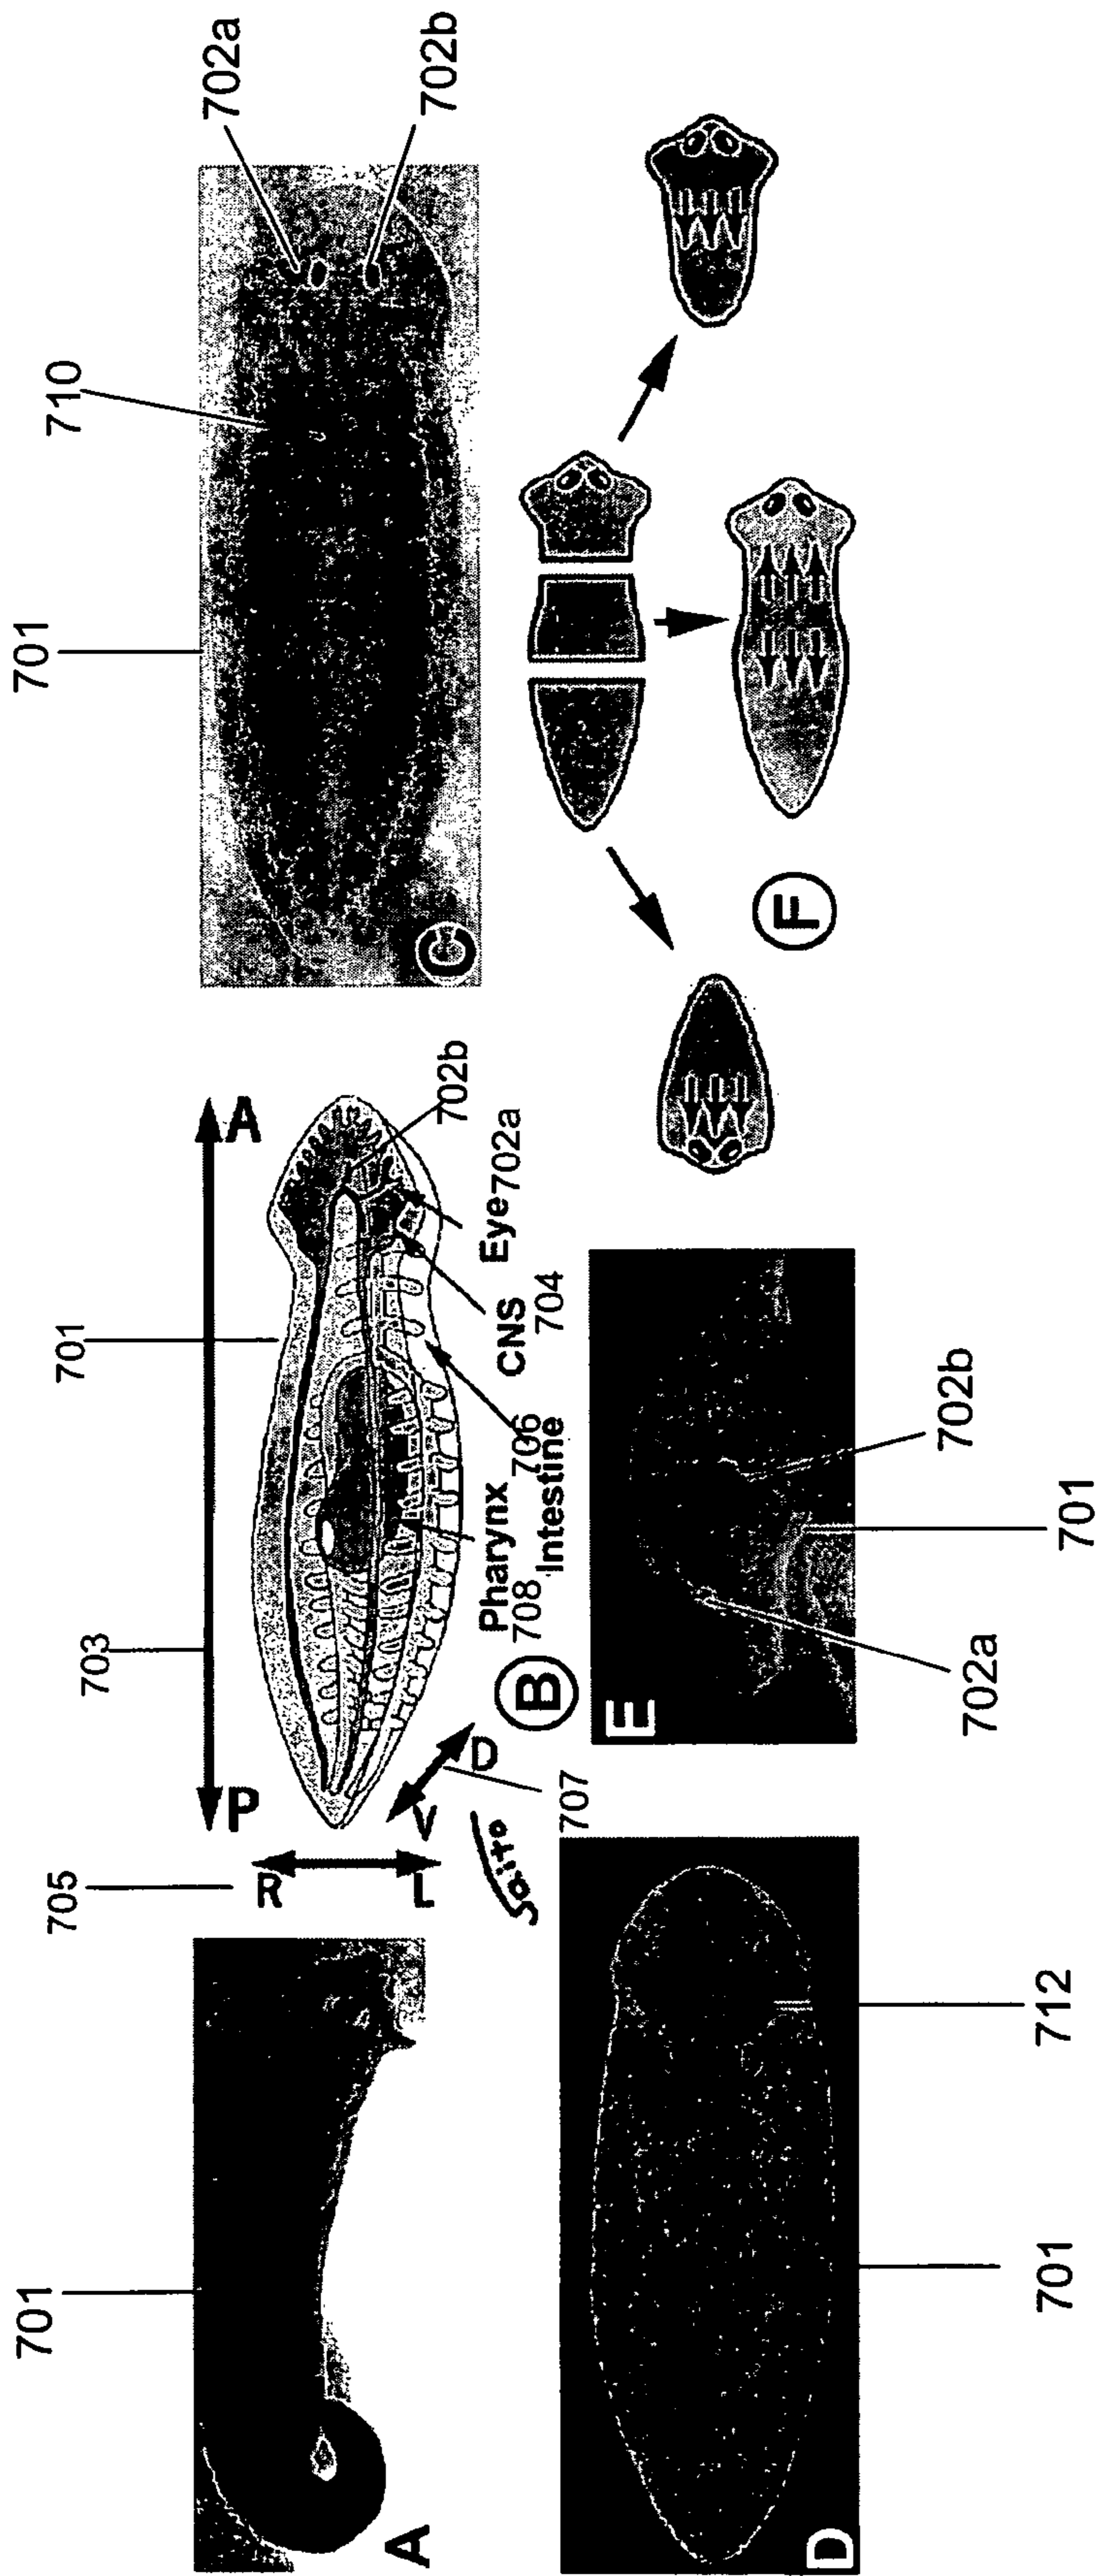 701
A
705
R
L
703
P
A
701
V
D
707
Saito
B
Pharynx
708
706
Intestine
CNS
704
Eye 702a
702b
701
710
702a
702b
C
D
701
712
E
702a
702b
701
F